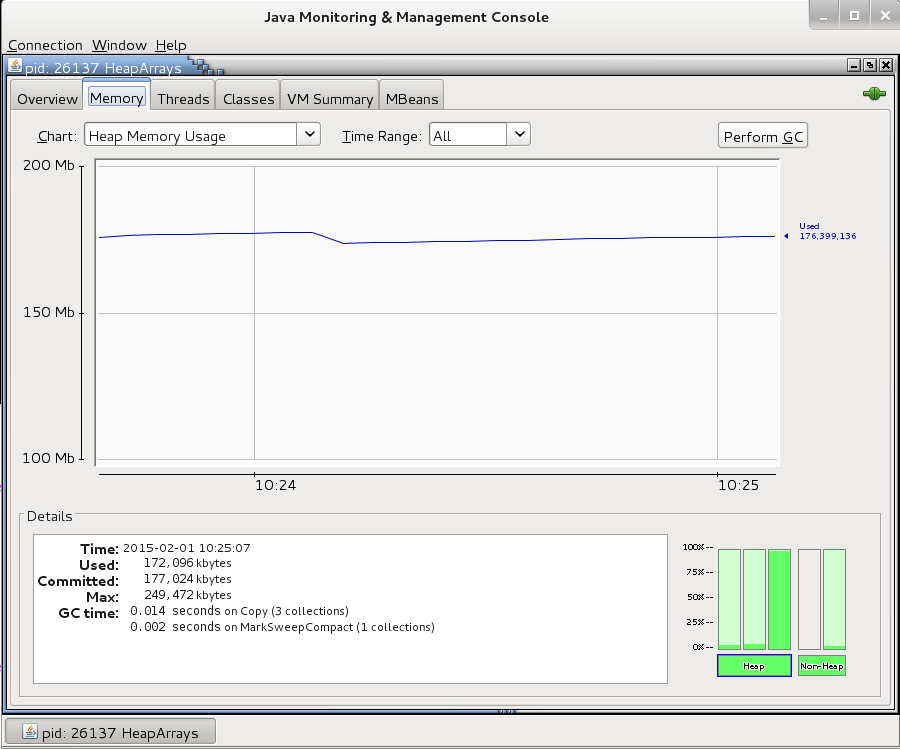 Java Monitoring & Management Console
Connection Window Help
pid: 26137 HeapArrays
Overview Memory Threads Classes VM Summary MBeans
Chart: Heap Memory Usage Time Range: All Perform GC
200 Mb
Used
176,399,136
150 Mb
100 Mb
10:24 10:25
Details
Time: 2015-02-01 10:25:07
Used: 172,096 kbytes
Committed: 177,024 kbytes
Max: 249,472 kbytes
GC time: 0.014 seconds on Copy (3 collections)
0.002 seconds on MarkSweepCompact (1 collections)
100%--
75%--
50%--
25%--
0%--
Heap Non-Heap
pid: 26137 HeapArrays